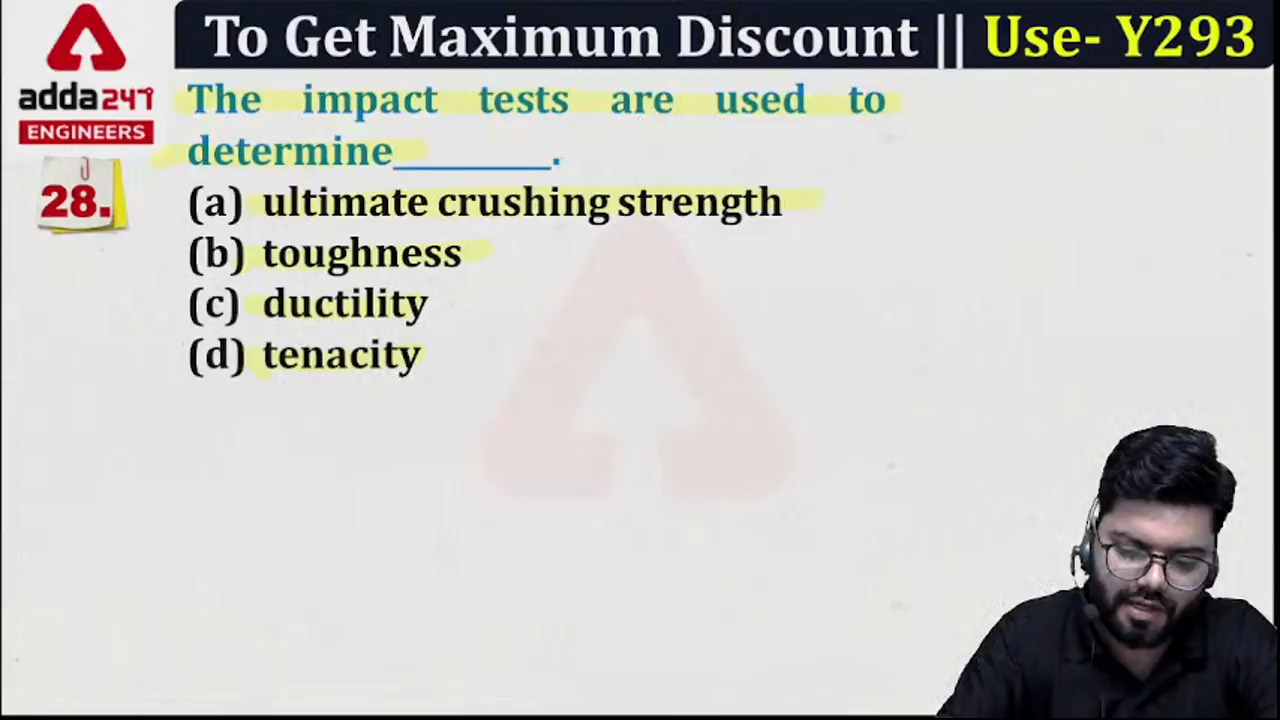 To Get Maximum Discount || Use- Y293
adda247
ENGINEERS
The impact tests are used to
determine_________.
28.
(a) ultimate crushing strength
(b) toughness
(c) ductility
(d) tenacity